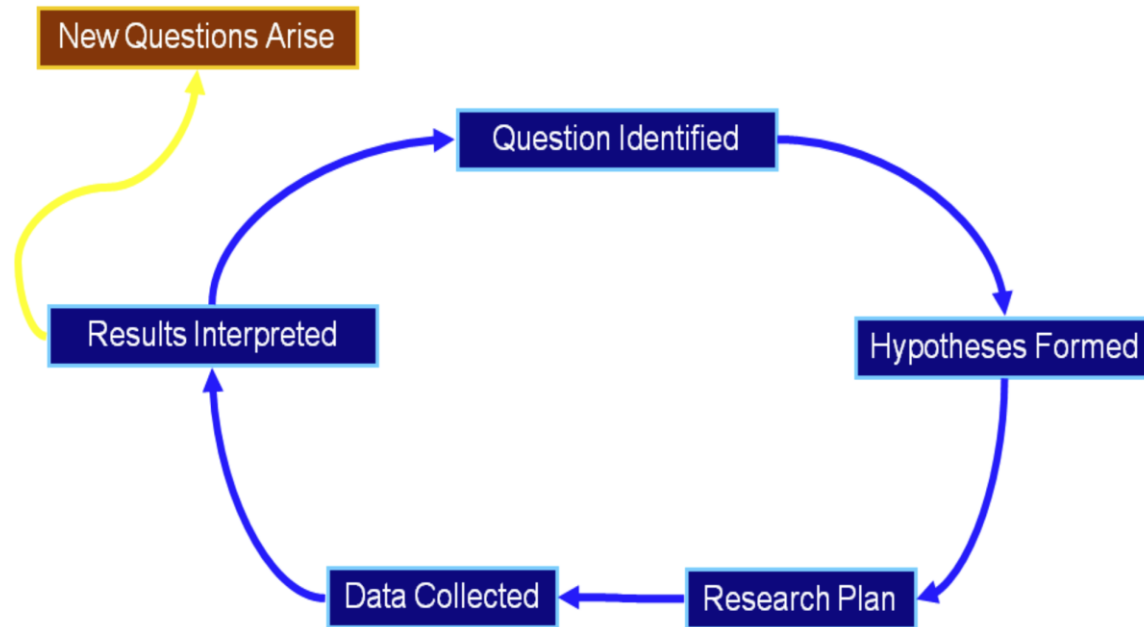 New Questions Arise
Question Identified
Results Interpreted
Hypotheses Formed
Data Collected
Research Plan